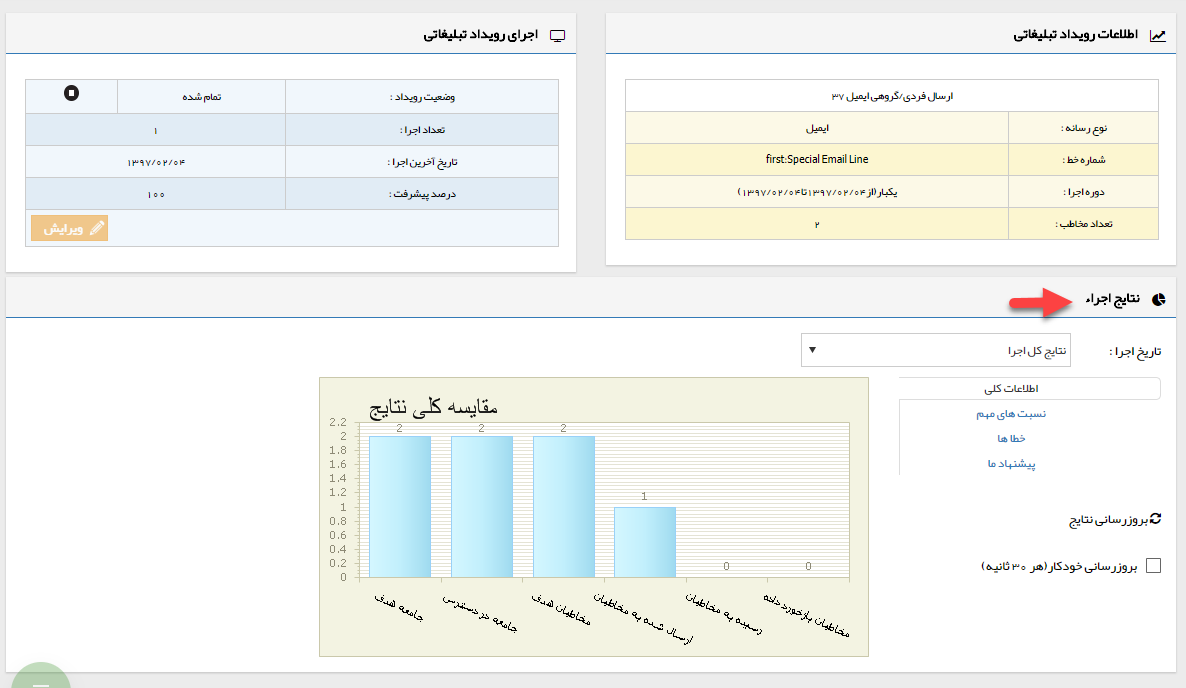 اطلاعات رویداد تبلیغاتی
ارسال فردی/گروهی ایمیل ۳۷
نوع رسانه : ایمیل
شماره خط : first:Special Email Line
دوره اجرا : یکبار(از۱۳۹۷/۰۲/۰۴تا۱۳۹۷/۰۲/۰۴)
تعداد مخاطب : ۲
اجرای رویداد تبلیغاتی
وضعیت رویداد : تمام شده
تعداد اجرا : ۱
تاریخ آخرین اجرا : ۱۳۹۷/۰۲/۰۴
درصد پیشرفت : ۱۰۰
ویرایش
نتایج اجراء
تاریخ اجرا : نتایج کل اجرا
اطلاعات کلی
نسبت های مهم
خطا ها
پیشنهاد ما
بروزرسانی نتایج
بروزرسانی خودکار(هر ۳۰ ثانیه)
مقایسه کلی نتایج
2.2
2
1.8
1.6
1.4
1.2
1
0.8
0.6
0.4
0.2
0
2 2 2 1 0 0
جامعه هدف
جامعه در دسترس
مخاطبان هدف
ارسال شده به مخاطبان
رسیده به مخاطبان
مخاطبان بازخورد داده